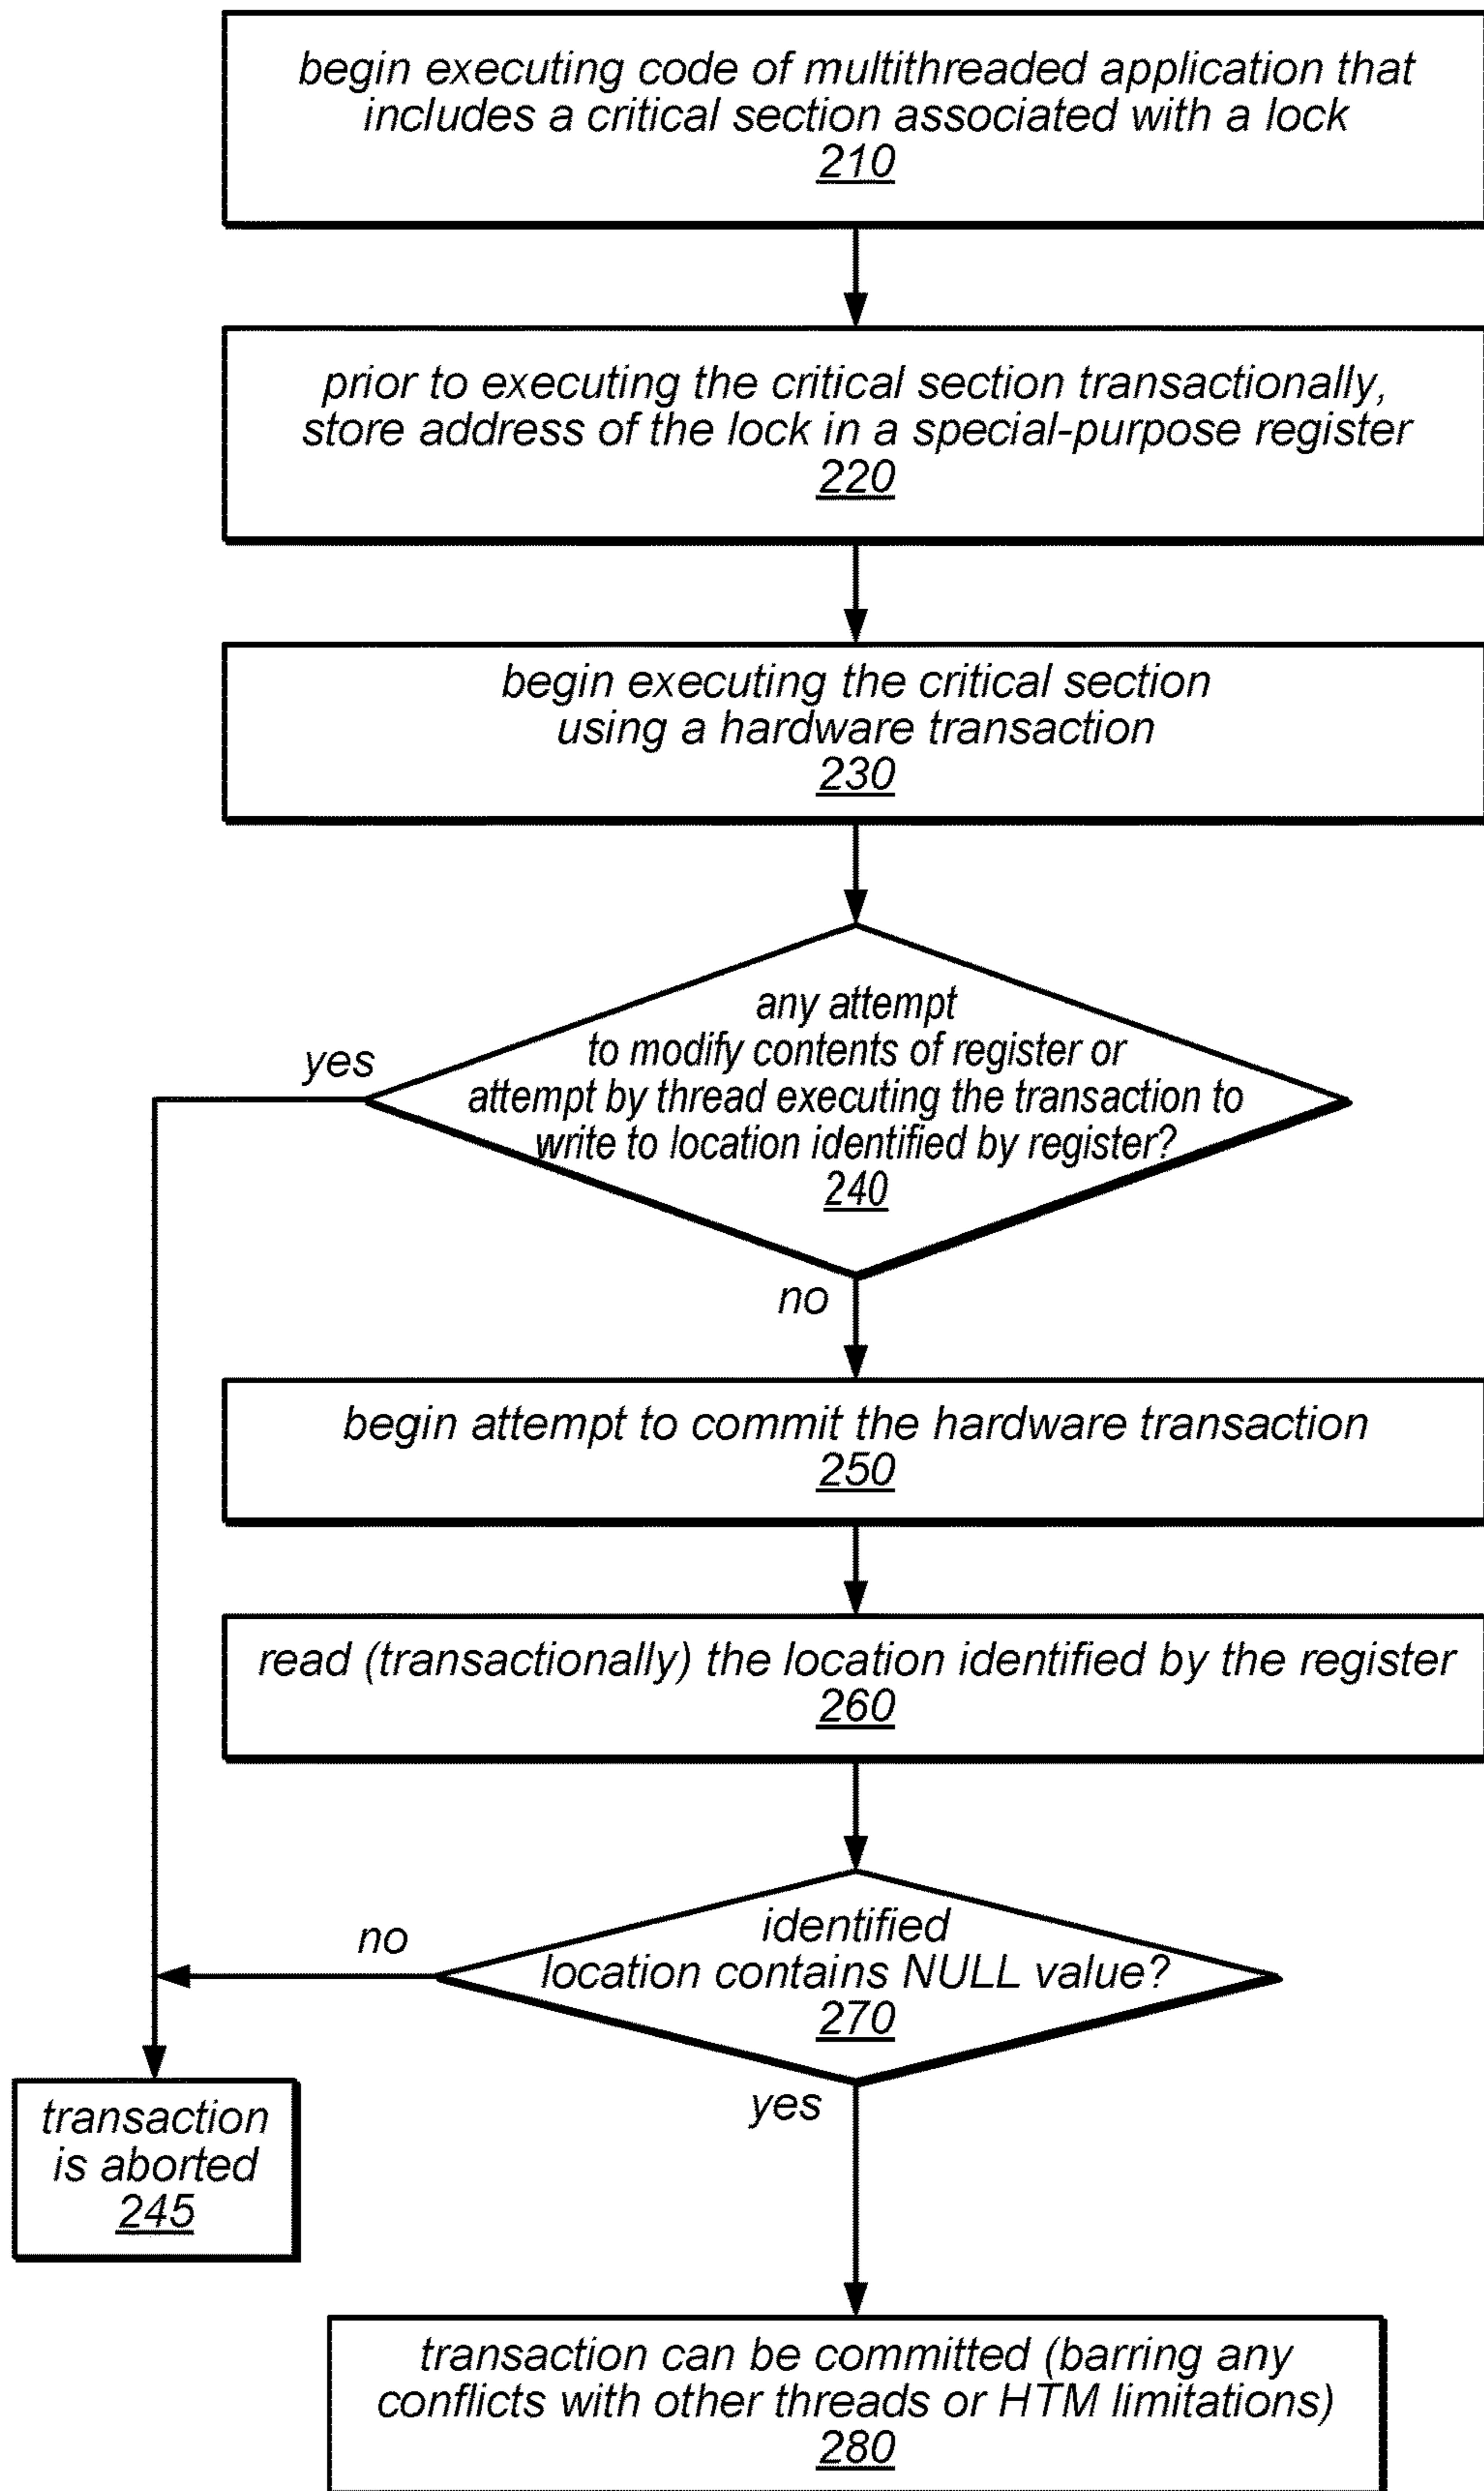 begin executing code of multithreaded application that
includes a critical section associated with a lock
210
prior to executing the critical section transactionally,
store address of the lock in a special-purpose register
220
begin executing the critical section
using a hardware transaction
230
any attempt
to modify contents of register or
attempt by thread executing the transaction to
write to location identified by register?
240
yes
no
begin attempt to commit the hardware transaction
250
read (transactionally) the location identified by the register
260
identified
location contains NULL value?
270
no
yes
transaction
is aborted
245
transaction can be committed (barring any
conflicts with other threads or HTM limitations)
280